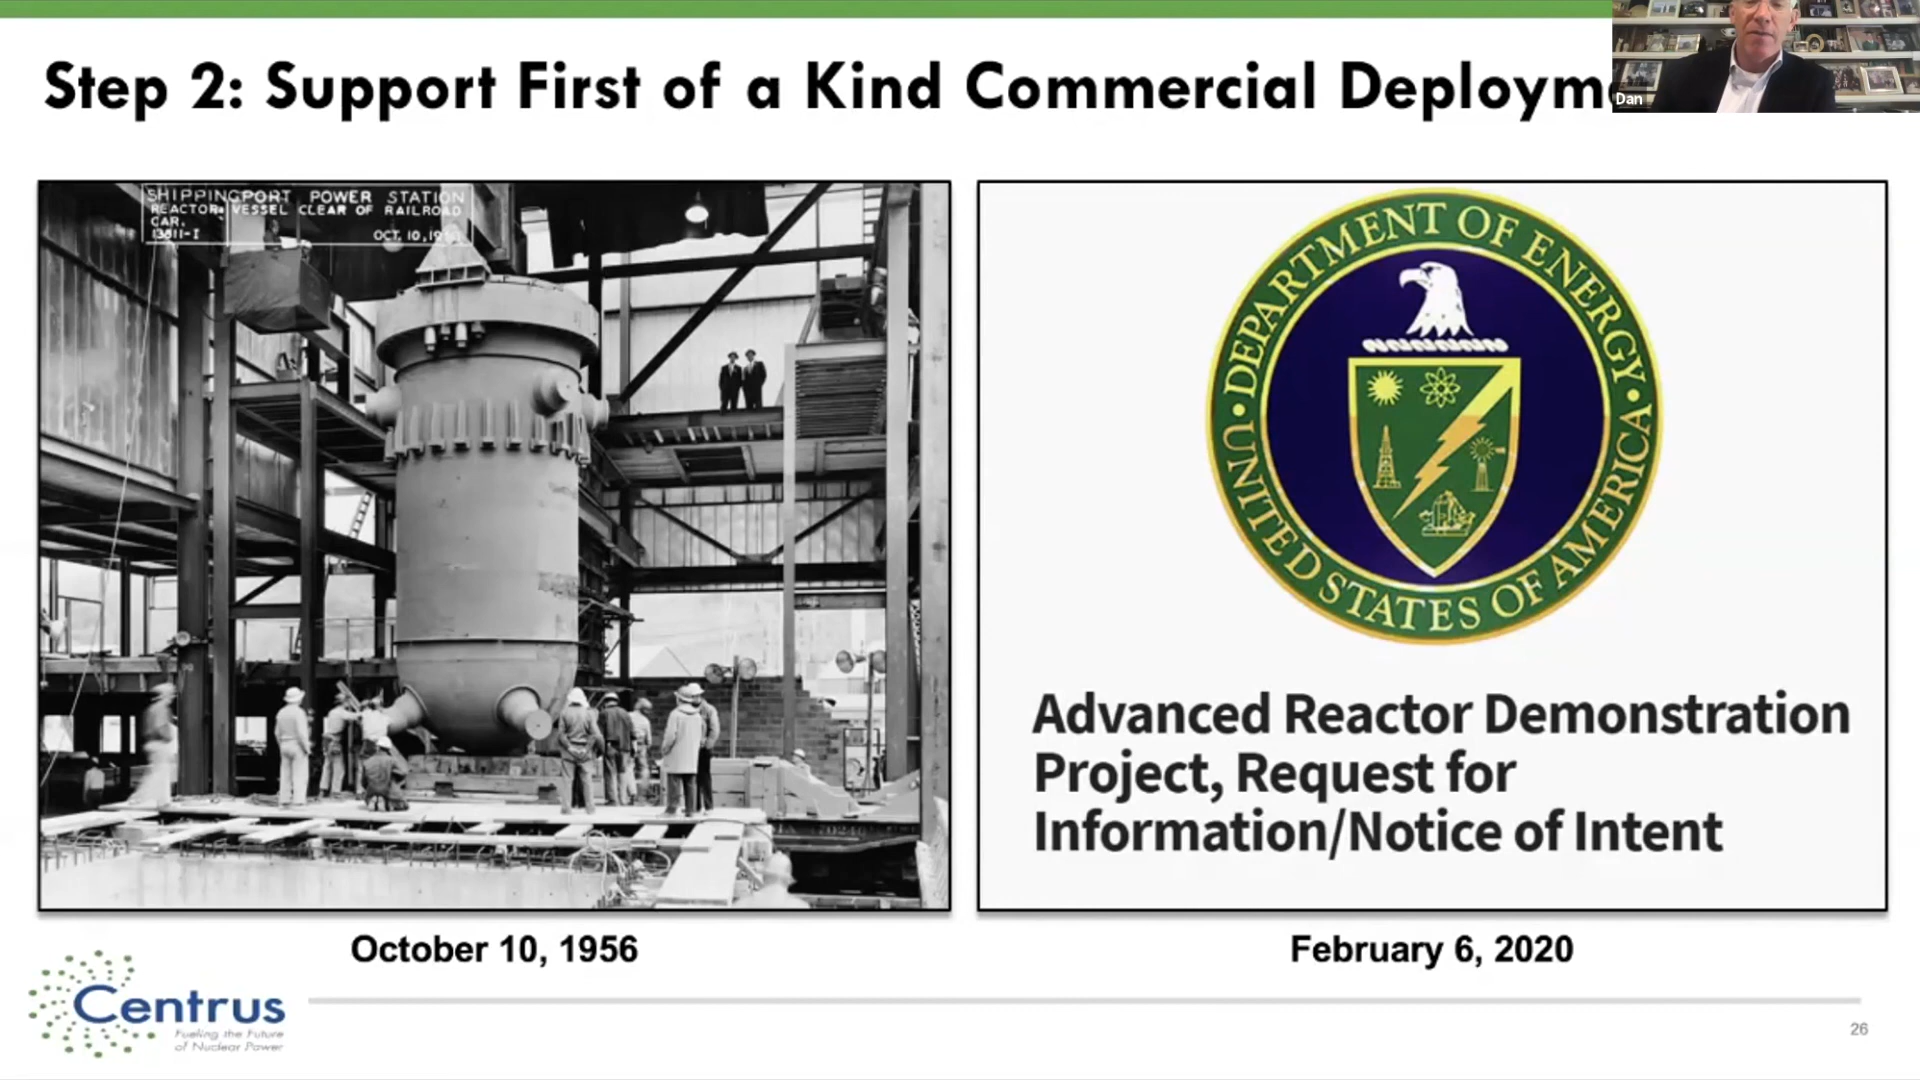 Step 2: Support First of a Kind Commercial Deploym
Dan
SHIPPINGPORT POWER STATION
REACTOR VESSEL CLEAR OF RAILROAD
CAR.
OCT. 10, 19
DEPARTMENT OF ENERGY
UNITED STATES OF AMERICA
Advanced Reactor Demonstration
Project, Request for
Information/Notice of Intent
October 10, 1956
February 6, 2020
Centrus
Fueling the Future
of Nuclear Power
26